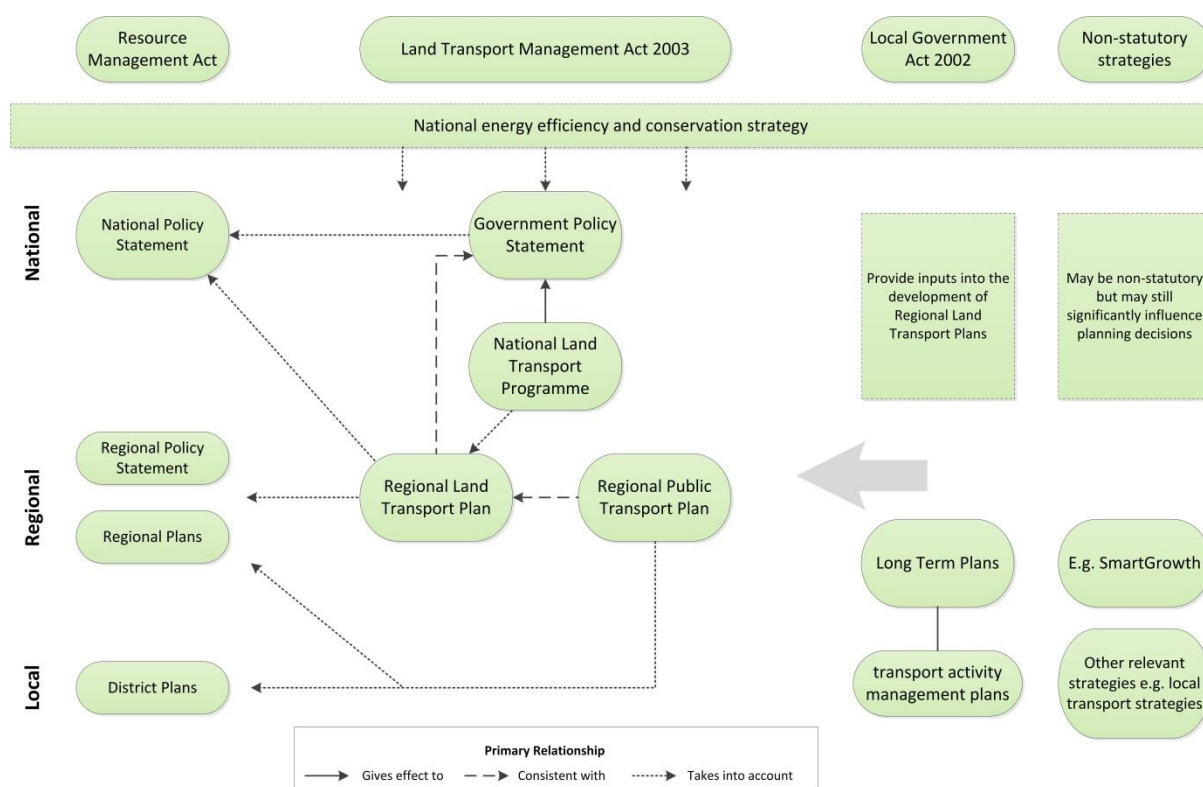 Resource
Management Act
Land Transport Management Act 2003
Local Government
Act 2002
Non-statutory
strategies
National energy efficiency and conservation strategy
National
National Policy
Statement
Government Policy
Statement
Provide inputs into the
development of
Regional Land
Transport Plans
May be non-statutory
but may still
significantly influence
planning decisions
National Land
Transport
Programme
Regional
Regional Policy
Statement
Regional Plans
Regional Land
Transport Plan
Regional Public
Transport Plan
Long Term Plans
E.g. SmartGrowth
Local
District Plans
transport activity
management plans
Other relevant
strategies e.g. local
transport strategies
Primary Relationship
Gives effect to
Consistent with
Takes into account